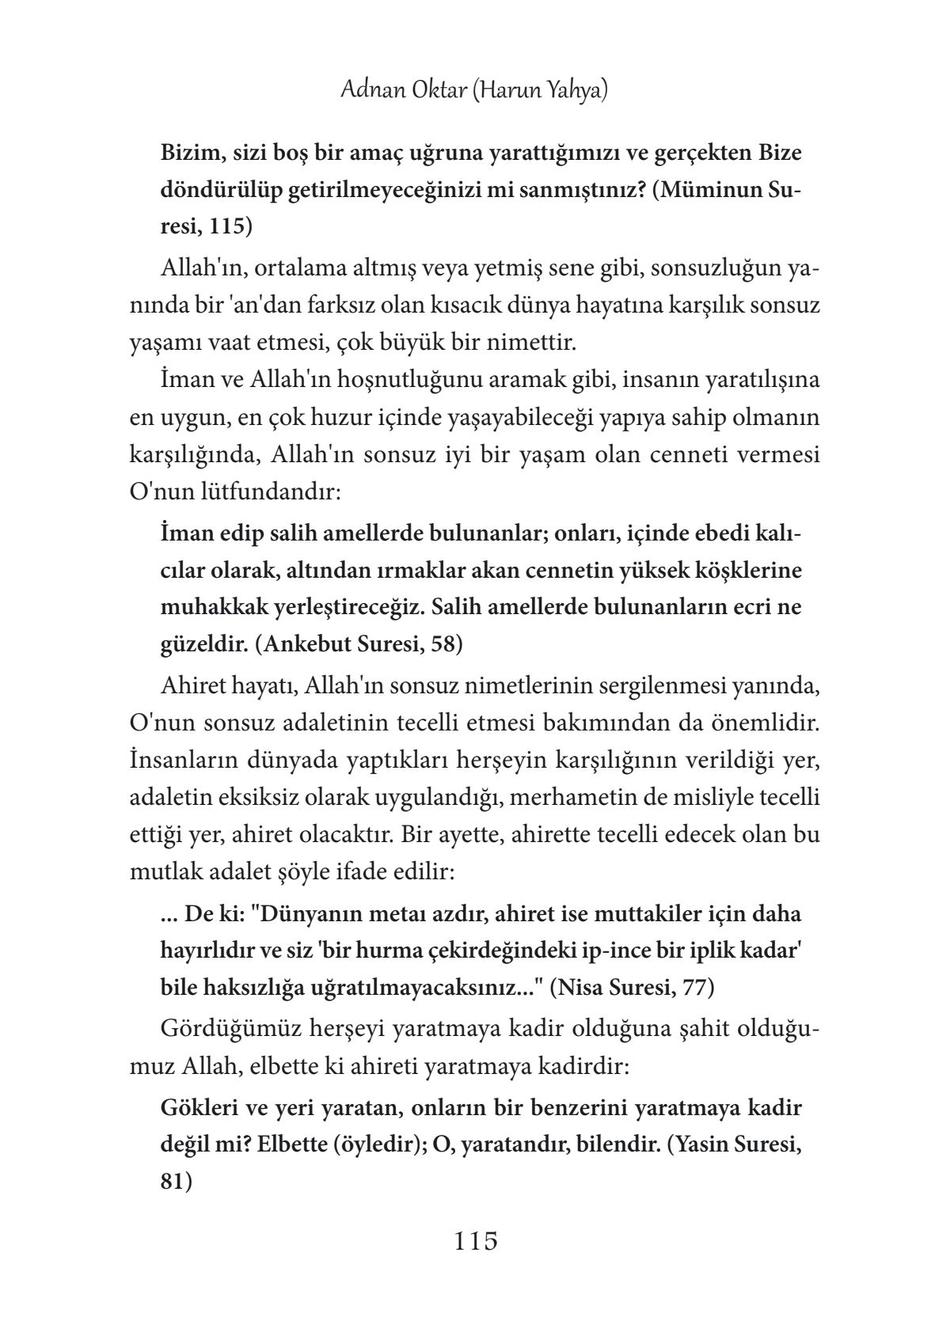 Adnan Oktar (Harun Yahya)
Bizim, sizi boş bir amaç uğruna yarattığımızı ve gerçekten Bize
döndürülüp getirilmeyeceğinizi mi sanmıştınız? (Müminun Su-
resi, 115)
Allah'ın, ortalama altmış veya yetmiş sene gibi, sonsuzluğun ya-
nında bir 'an'dan farksız olan kısacık dünya hayatına karşılık sonsuz
yaşamı vaat etmesi, çok büyük bir nimettir.
İman ve Allah'ın hoşnutluğunu aramak gibi, insanın yaratılışına
en uygun, en çok huzur içinde yaşayabileceği yapıya sahip olmanın
karşılığında, Allah'ın sonsuz iyi bir yaşam olan cenneti vermesi
O'nun lütfundandır:
İman edip salih amellerde bulunanlar; onları, içinde ebedi kalı-
cılar olarak, altından ırmaklar akan cennetin yüksek köşklerine
muhakkak yerleştireceğiz. Salih amellerde bulunanların ecri ne
güzeldir. (Ankebut Suresi, 58)
Ahiret hayatı, Allah'ın sonsuz nimetlerinin sergilenmesi yanında,
O'nun sonsuz adaletinin tecelli etmesi bakımından da önemlidir.
İnsanların dünyada yaptıkları herşeyin karşılığının verildiği yer,
adaletin eksiksiz olarak uygulandığı, merhametin de misliyle tecelli
ettiği yer, ahiret olacaktır. Bir ayette, ahirette tecelli edecek olan bu
mutlak adalet şöyle ifade edilir:
... De ki: "Dünyanın metaı azdır, ahiret ise muttakiler için daha
hayırlıdır ve siz 'bir hurma çekirdeğindeki ip-ince bir iplik kadar'
bile haksızlığa uğratılmayacaksınız..." (Nisa Suresi, 77)
Gördüğümüz herşeyi yaratmaya kadir olduğuna şahit olduğu-
muz Allah, elbette ki ahireti yaratmaya kadirdir:
Gökleri ve yeri yaratan, onların bir benzerini yaratmaya kadir
değil mi? Elbette (öyledir); O, yaratandır, bilendir. (Yasin Suresi,
81)
115